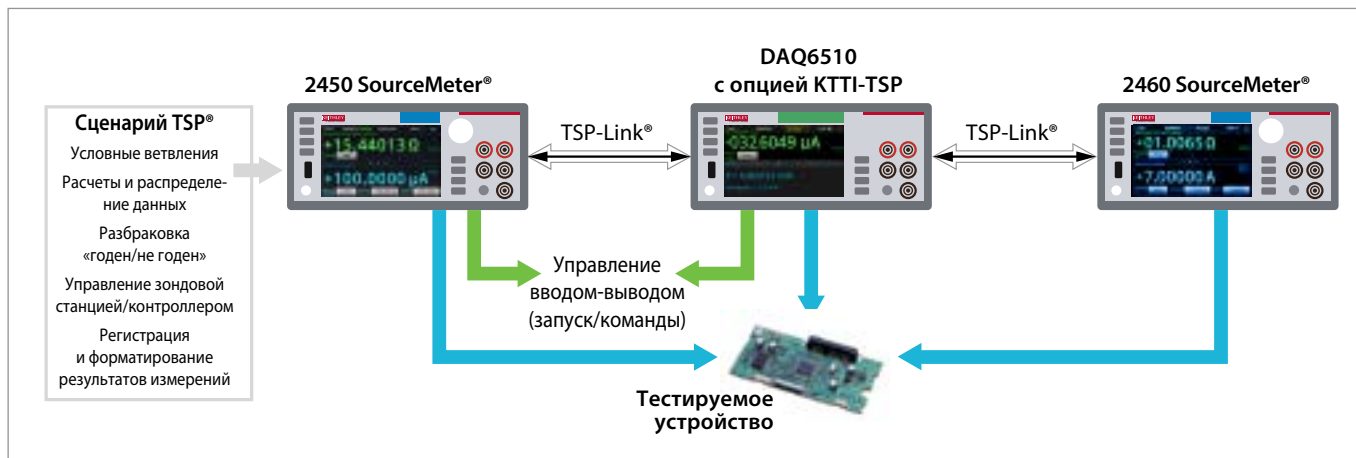 DAQ6510
с опцией KTTI-TSP
2450 SourceMeter®
2460 SourceMeter®
Сценарий TSP®
Условные ветвления
Расчеты и распределе-
ние данных
Разбраковка
«годен/не годен»
Управление зондовой
станцией/контроллером
Регистрация
и форматирование
результатов измерений
+15.44013 Ω
+100.0000 µA
TSP-Link®
-032.6049 µA
TSP-Link®
+01.0065 Ω
+7.00000 A
Управление
вводом-выводом
(запуск/команды)
Тестируемое
устройство